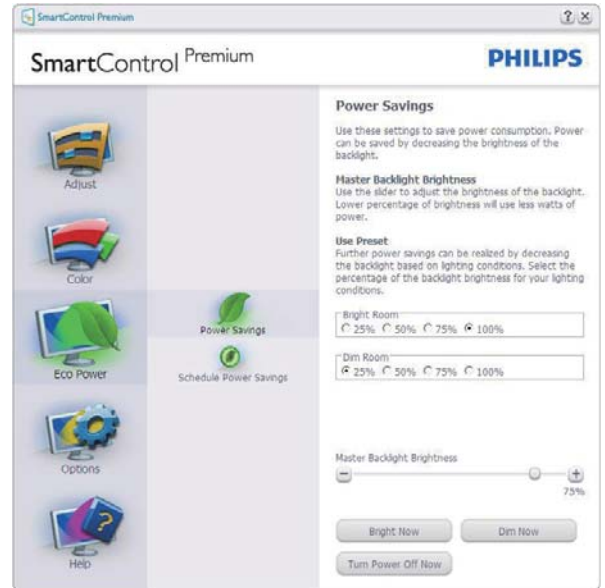 SmartControl Premium
SmartControl Premium
PHILIPS
Adjust
Color
Eco Power
Options
Help
Power Savings
Schedule Power Savings
Power Savings
Use these settings to save power consumption. Power
can be saved by decreasing the brightness of the
backlight.
Master Backlight Brightness
Use the slider to adjust the brightness of the backlight.
Lower percentage of brightness will use less watts of
power.
Use Preset
Further power savings can be realized by decreasing
the backlight based on lighting conditions. Select the
percentage of the backlight brightness for your lighting
conditions.
Bright Room
25% 50% 75% 100%
Dim Room
25% 50% 75% 100%
Master Backlight Brightness
75%
Bright Now Dim Now
Turn Power Off Now